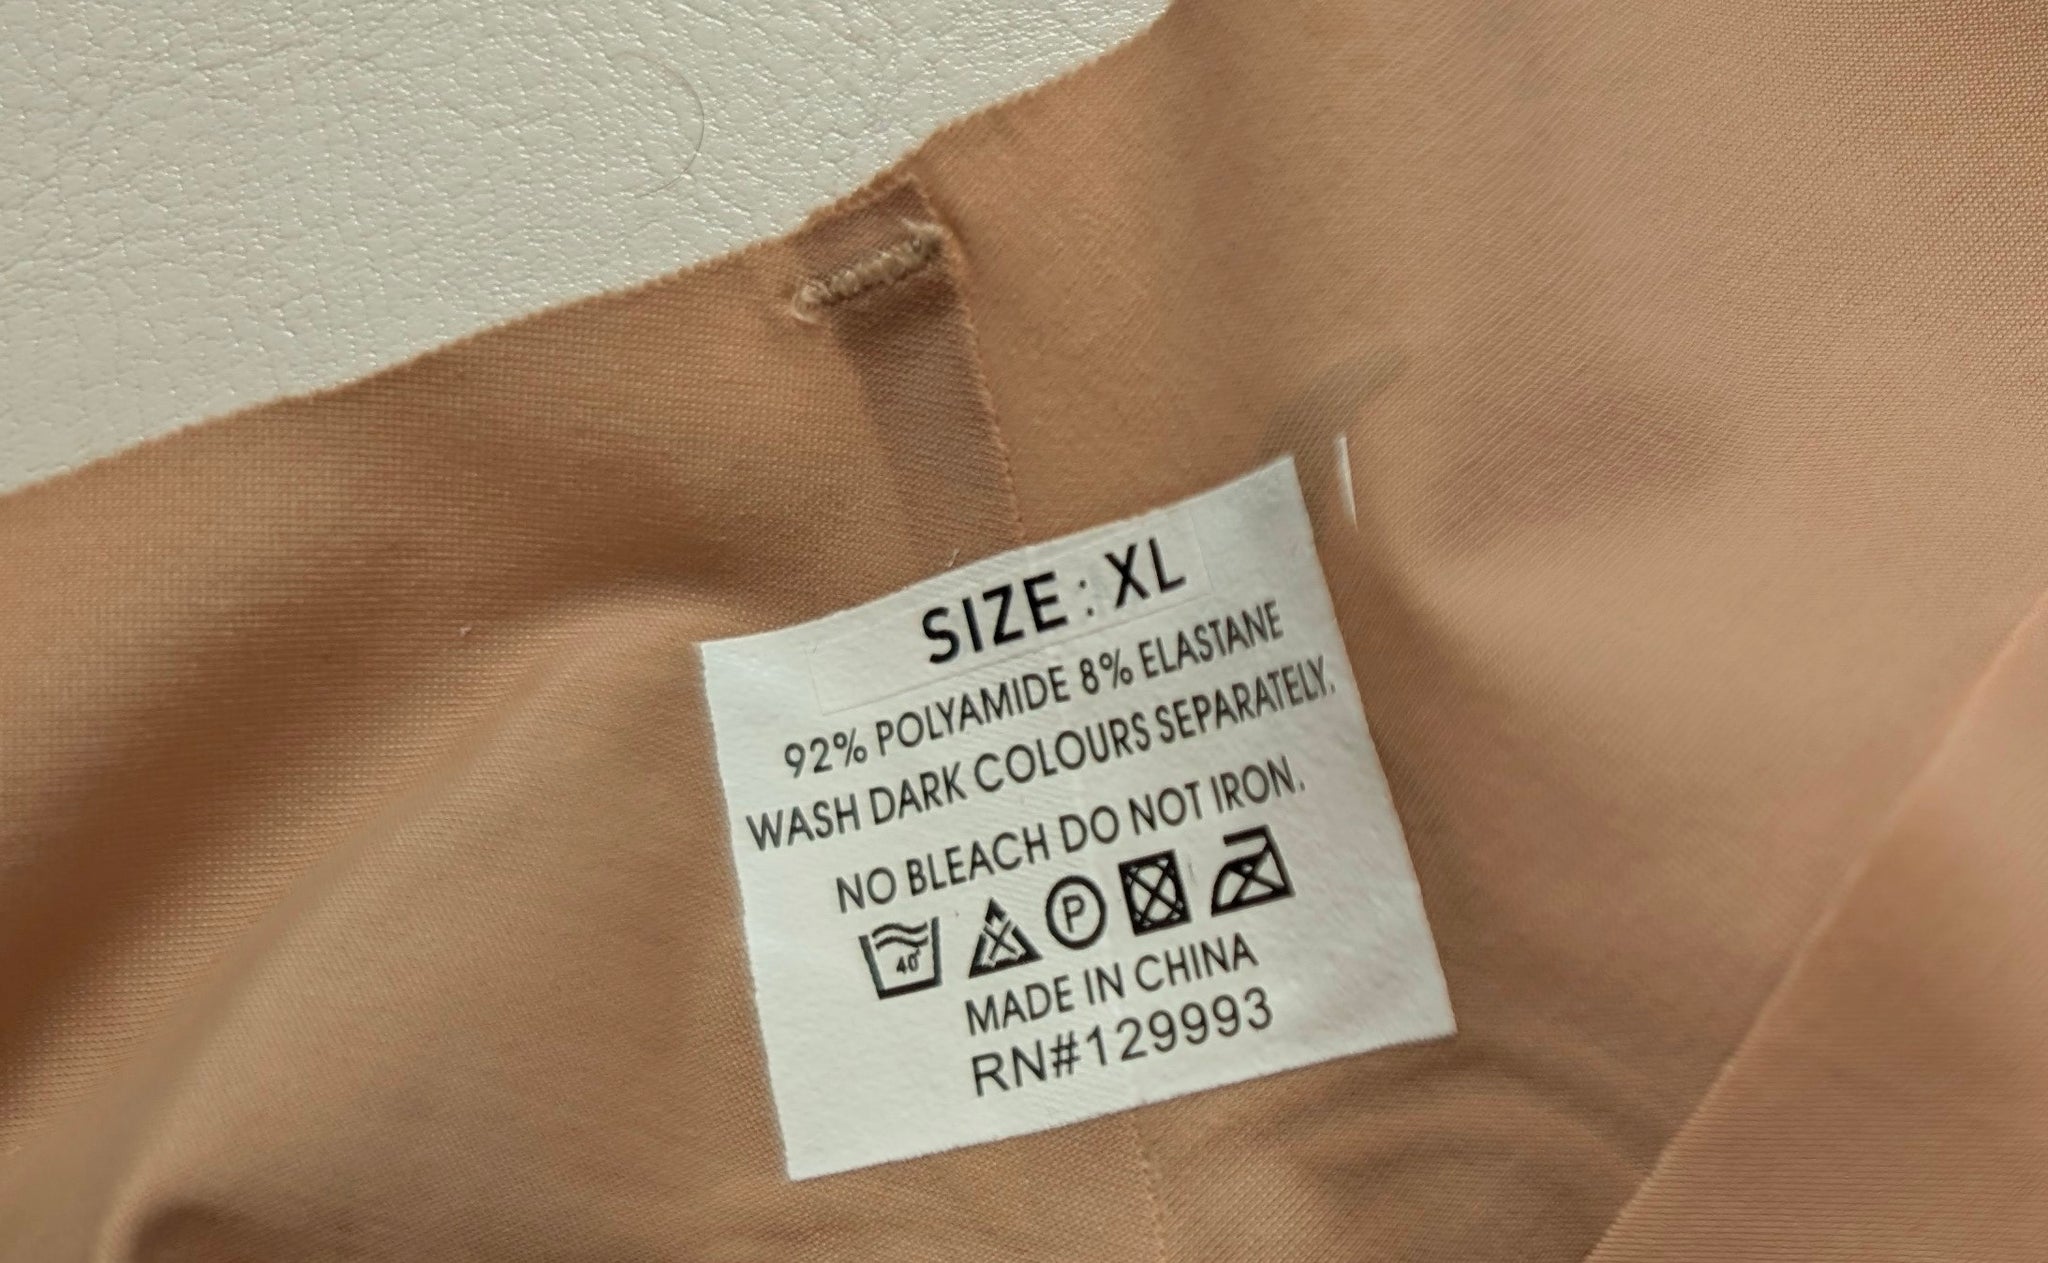 SIZE : XL
92% POLYAMIDE 8% ELASTANE
WASH DARK COLOURS SEPARATELY.
NO BLEACH DO NOT IRON.
40° P
MADE IN CHINA
RN#129993